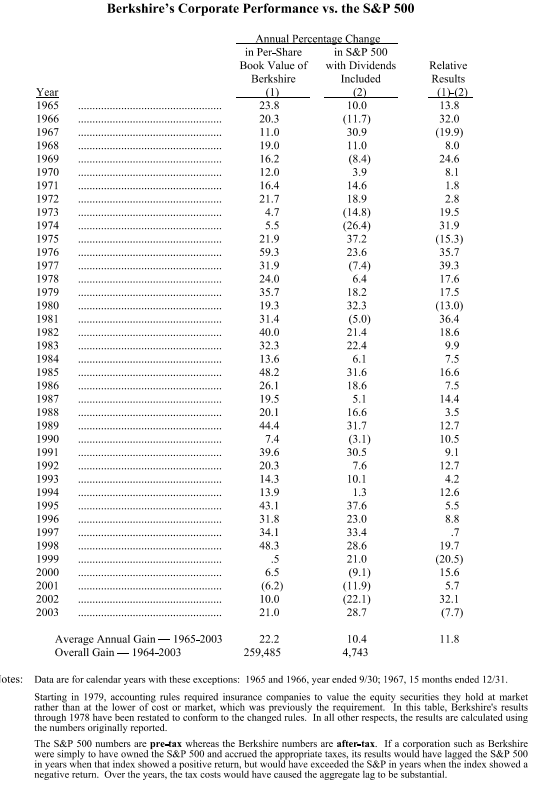 Berkshire's Corporate Performance vs. the S&P 500
Annual Percentage Change
in Per-Share in S&P 500
Book Value of with Dividends Relative
Berkshire Included Results
Year (1) (2) (1)-(2)
1965 .................................................. 23.8 10.0 13.8
1966 .................................................. 20.3 (11.7) 32.0
1967 .................................................. 11.0 30.9 (19.9)
1968 .................................................. 19.0 11.0 8.0
1969 .................................................. 16.2 (8.4) 24.6
1970 .................................................. 12.0 3.9 8.1
1971 .................................................. 16.4 14.6 1.8
1972 .................................................. 21.7 18.9 2.8
1973 .................................................. 4.7 (14.8) 19.5
1974 .................................................. 5.5 (26.4) 31.9
1975 .................................................. 21.9 37.2 (15.3)
1976 .................................................. 59.3 23.6 35.7
1977 .................................................. 31.9 (7.4) 39.3
1978 .................................................. 24.0 6.4 17.6
1979 .................................................. 35.7 18.2 17.5
1980 .................................................. 19.3 32.3 (13.0)
1981 .................................................. 31.4 (5.0) 36.4
1982 .................................................. 40.0 21.4 18.6
1983 .................................................. 32.3 22.4 9.9
1984 .................................................. 13.6 6.1 7.5
1985 .................................................. 48.2 31.6 16.6
1986 .................................................. 26.1 18.6 7.5
1987 .................................................. 19.5 5.1 14.4
1988 .................................................. 20.1 16.6 3.5
1989 .................................................. 44.4 31.7 12.7
1990 .................................................. 7.4 (3.1) 10.5
1991 .................................................. 39.6 30.5 9.1
1992 .................................................. 20.3 7.6 12.7
1993 .................................................. 14.3 10.1 4.2
1994 .................................................. 13.9 1.3 12.6
1995 .................................................. 43.1 37.6 5.5
1996 .................................................. 31.8 23.0 8.8
1997 .................................................. 34.1 33.4 .7
1998 .................................................. 48.3 28.6 19.7
1999 .................................................. .5 21.0 (20.5)
2000 .................................................. 6.5 (9.1) 15.6
2001 .................................................. (6.2) (11.9) 5.7
2002 .................................................. 10.0 (22.1) 32.1
2003 .................................................. 21.0 28.7 (7.7)
Average Annual Gain — 1965-2003 22.2 10.4 11.8
Overall Gain — 1964-2003 259,485 4,743
lotes: Data are for calendar years with these exceptions: 1965 and 1966, year ended 9/30; 1967, 15 months ended 12/31.
Starting in 1979, accounting rules required insurance companies to value the equity securities they hold at market
rather than at the lower of cost or market, which was previously the requirement. In this table, Berkshire's results
through 1978 have been restated to conform to the changed rules. In all other respects, the results are calculated using
the numbers originally reported.
The S&P 500 numbers are pre-tax whereas the Berkshire numbers are after-tax. If a corporation such as Berkshire
were simply to have owned the S&P 500 and accrued the appropriate taxes, its results would have lagged the S&P 500
in years when that index showed a positive return, but would have exceeded the S&P in years when the index showed a
negative return. Over the years, the tax costs would have caused the aggregate lag to be substantial.